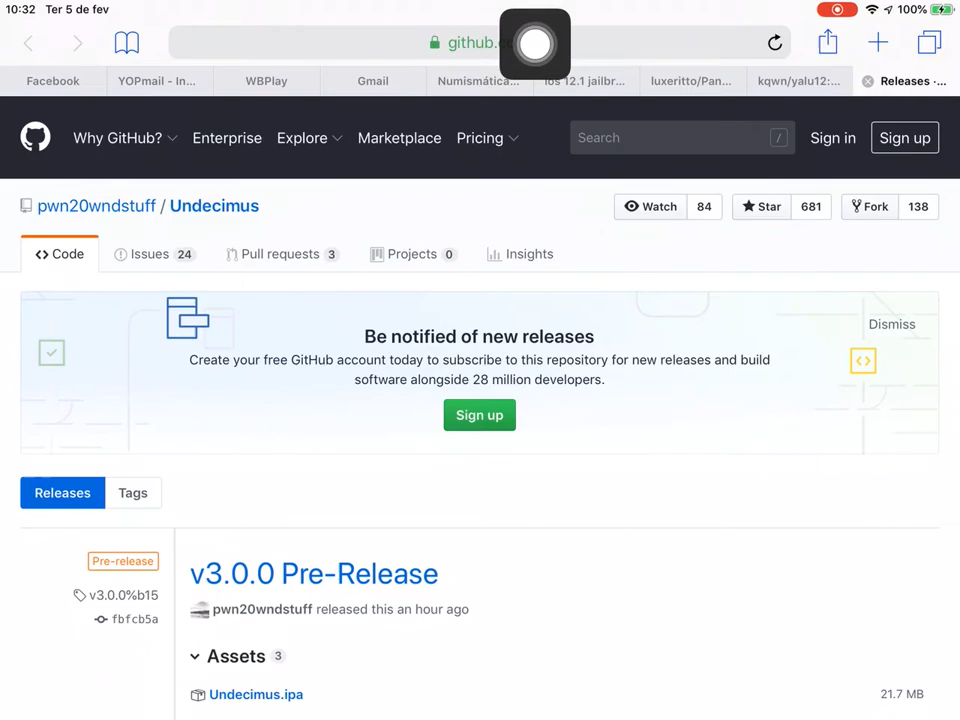 10:32 Ter 5 de fev 100%
github.c
Facebook YOPmail - In... WBPlay Gmail Numismática... ios 12.1 jailbr... luxeritto/Pan... kqwn/yalu12:... Releases ·...
Why GitHub? Enterprise Explore Marketplace Pricing Search / Sign in Sign up
pwn20wndstuff / Undecimus Watch 84 Star 681 Fork 138
Code Issues 24 Pull requests 3 Projects 0 Insights
Dismiss
Be notified of new releases
Create your free GitHub account today to subscribe to this repository for new releases and build
software alongside 28 million developers.
Sign up
Releases Tags
Pre-release
v3.0.0%b15
fbfcb5a
v3.0.0 Pre-Release
pwn20wndstuff released this an hour ago
Assets 3
Undecimus.ipa 21.7 MB